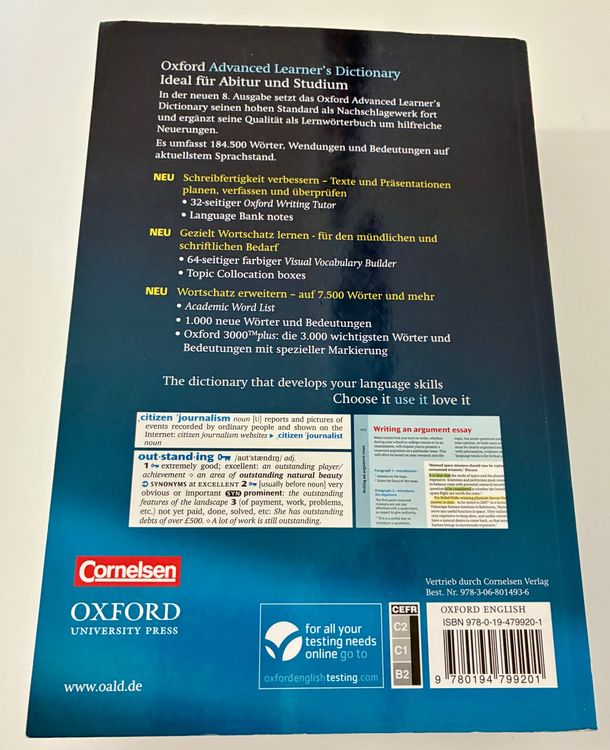 Oxford Advanced Learner's Dictionary
Ideal für Abitur und Studium
In der neuen 8. Ausgabe setzt das Oxford Advanced Learner's
Dictionary seinen hohen Standard als Nachschlagewerk fort
und ergänzt seine Qualität als Lernwörterbuch um hilfreiche
Neuerungen.
Es umfasst 184.500 Wörter, Wendungen und Bedeutungen auf
aktuellstem Sprachstand.
NEU Schreibfertigkeit verbessern – Texte und Präsentationen
planen, verfassen und überprüfen
• 32-seitiger Oxford Writing Tutor
• Language Bank notes
NEU Gezielt Wortschatz lernen - für den mündlichen und
schriftlichen Bedarf
• 64-seitiger farbiger Visual Vocabulary Builder
• Topic Collocation boxes
NEU Wortschatz erweitern – auf 7.500 Wörter und mehr
• Academic Word List
• 1.000 neue Wörter und Bedeutungen
• Oxford 3000™plus: die 3.000 wichtigsten Wörter und
Bedeutungen mit spezieller Markierung
The dictionary that develops your language skills
Choose it use it love it
ˌcitizen ˈjournalism noun [U] reports and pictures of
events recorded by ordinary people and shown on the
Internet: citizen journalism websites ▶ ˌcitizen ˈjournalist
noun
out·stand·ing /aʊtˈstændɪŋ/ adj.
1 extremely good; excellent: an outstanding player/
achievement ◇ an area of outstanding natural beauty
▶ SYNONYMS AT EXCELLENT 2 [usually before noun] very
obvious or important SYN prominent: the outstanding
features of the landscape 3 (of payment, work, problems,
etc.) not yet paid, done, solved, etc: She has outstanding
debts of over £500. ◇ A lot of work is still outstanding.
Writing an argument essay
Cornelsen
OXFORD
UNIVERSITY PRESS
www.oald.de
for all your
testing needs
online go to
oxfordenglishtesting.com
CEFR
C2
C1
B2
Vertrieb durch Cornelsen Verlag
Best. Nr. 978-3-06-801493-6
OXFORD ENGLISH
ISBN 978-0-19-479920-1
9 780194 799201